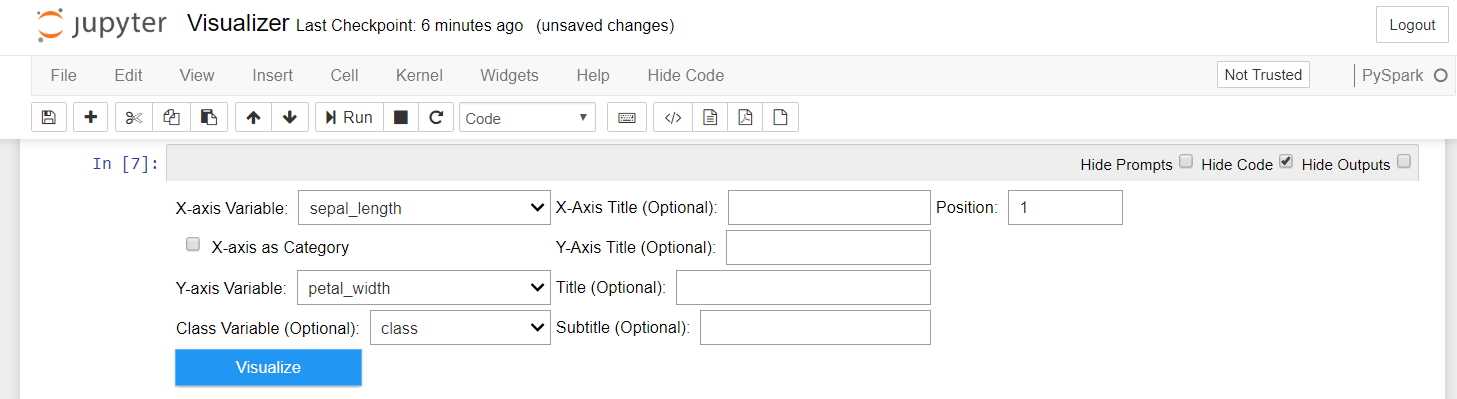 jupyter Visualizer Last Checkpoint: 6 minutes ago (unsaved changes) Logout
File Edit View Insert Cell Kernel Widgets Help Hide Code Not Trusted PySpark
Run Code </>
In [7]: Hide Prompts Hide Code Hide Outputs
X-axis Variable: sepal_length X-Axis Title (Optional): Position: 1
X-axis as Category Y-Axis Title (Optional):
Y-axis Variable: petal_width Title (Optional):
Class Variable (Optional): class Subtitle (Optional):
Visualize